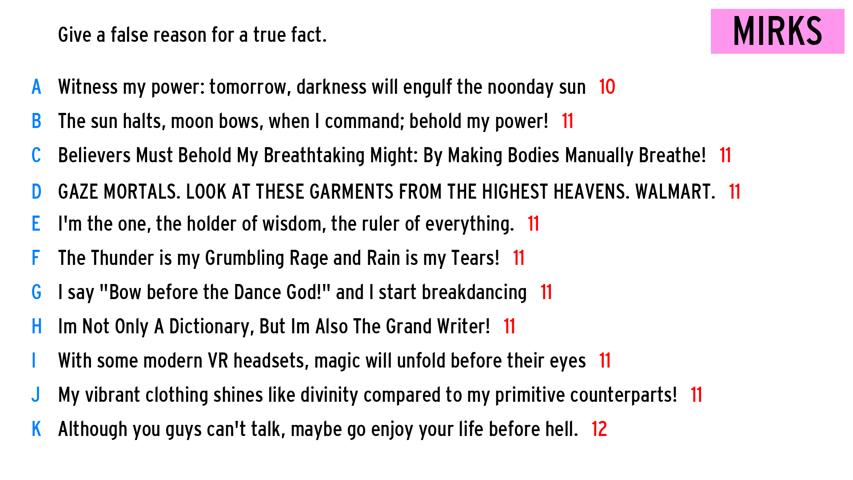 Give a false reason for a true fact.
MIRKS
A Witness my power: tomorrow, darkness will engulf the noonday sun 10
B The sun halts, moon bows, when I command; behold my power! 11
C Believers Must Behold My Breathtaking Might: By Making Bodies Manually Breathe! 11
D GAZE MORTALS. LOOK AT THESE GARMENTS FROM THE HIGHEST HEAVENS. WALMART. 11
E I'm the one, the holder of wisdom, the ruler of everything. 11
F The Thunder is my Grumbling Rage and Rain is my Tears! 11
G I say "Bow before the Dance God!" and I start breakdancing 11
H Im Not Only A Dictionary, But Im Also The Grand Writer! 11
I With some modern VR headsets, magic will unfold before their eyes 11
J My vibrant clothing shines like divinity compared to my primitive counterparts! 11
K Although you guys can't talk, maybe go enjoy your life before hell. 12